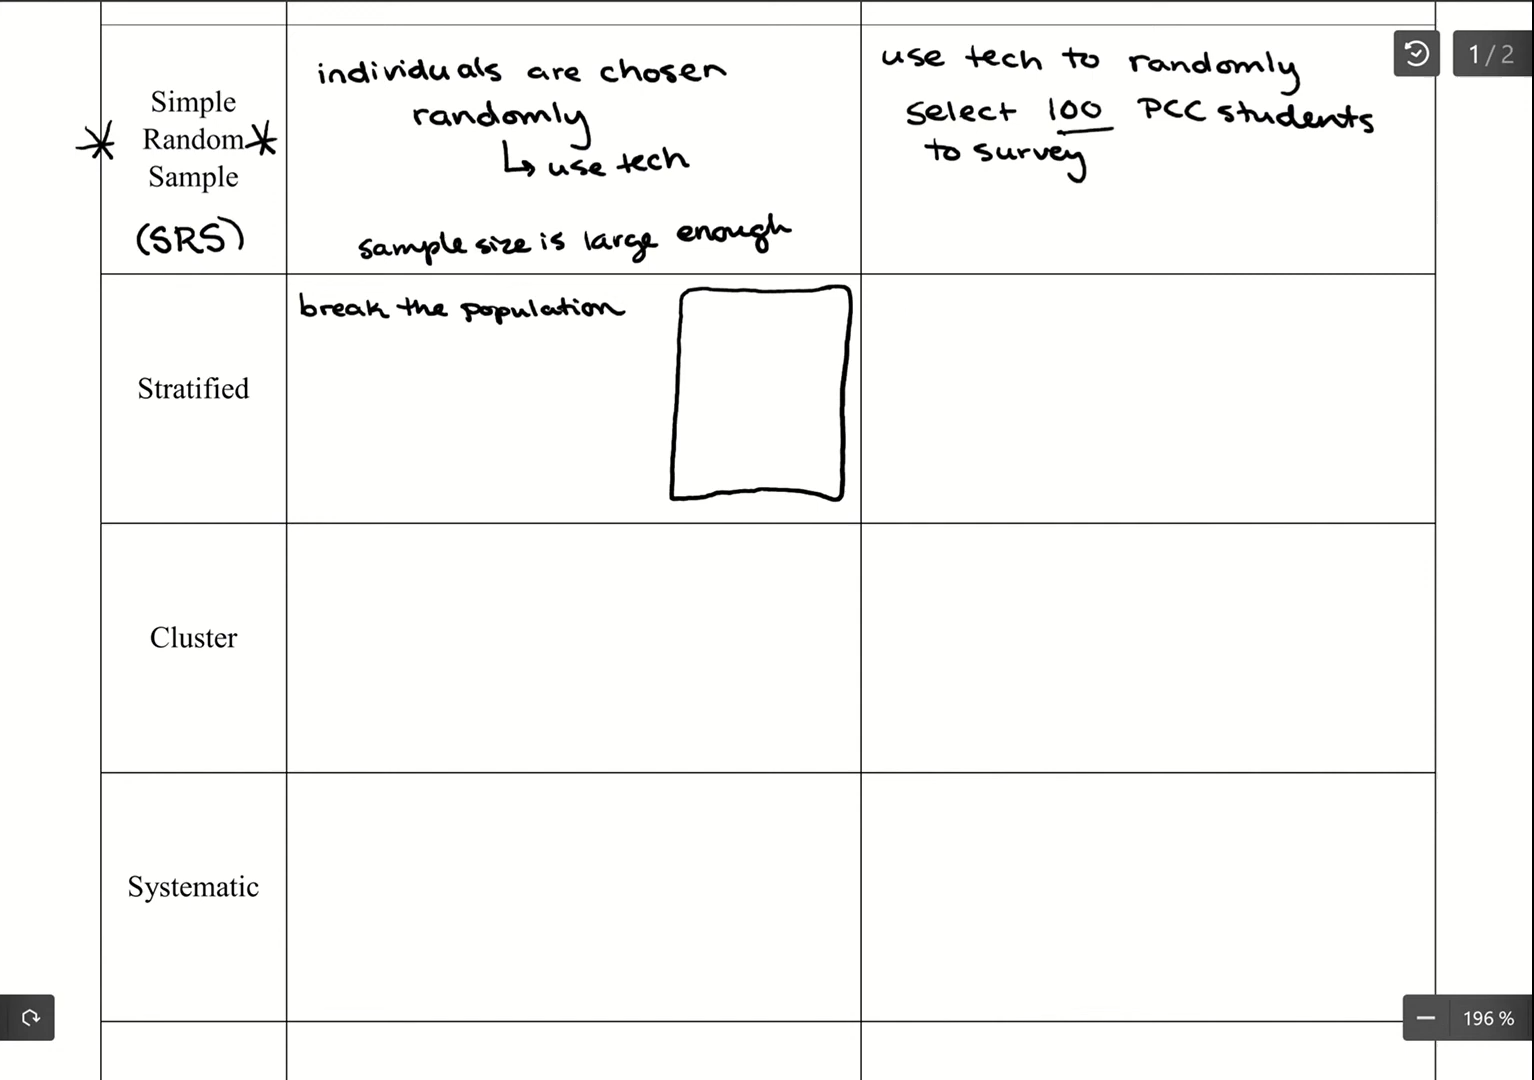 1 / 2
Simple
Random
Sample
(SRS)
individuals are chosen
randomly
↳ use tech
sample size is large enough
use tech to randomly
select 100 PCC students
to survey
Stratified
break the population
Cluster
Systematic
196 %